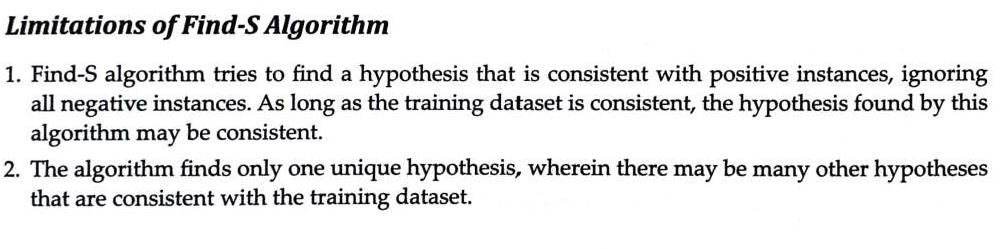 Limitations of Find-S Algorithm
1. Find-S algorithm tries to find a hypothesis that is consistent with positive instances, ignoring
all negative instances. As long as the training dataset is consistent, the hypothesis found by this
algorithm may be consistent.
2. The algorithm finds only one unique hypothesis, wherein there may be many other hypotheses
that are consistent with the training dataset.